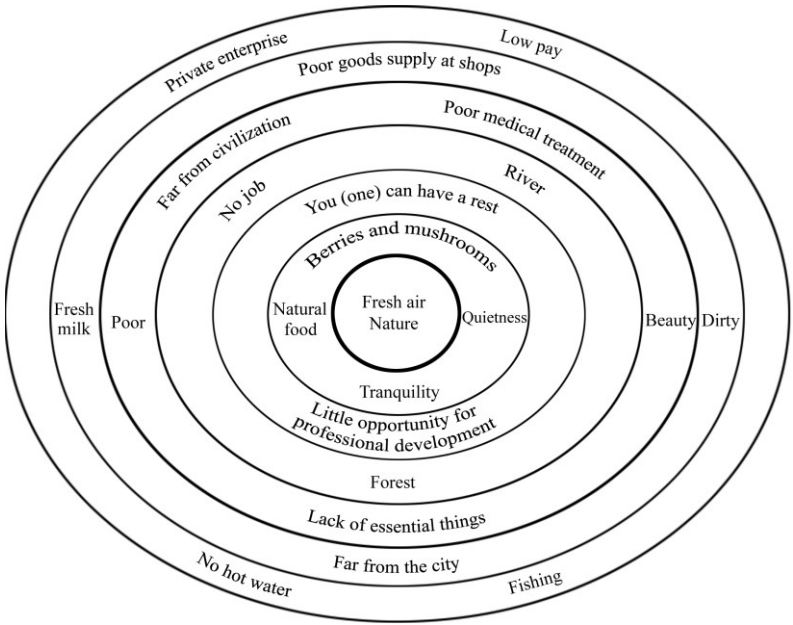 Private enterprise
Low pay
Poor goods supply at shops
Far from civilization
Poor medical treatment
No job
River
You (one) can have a rest
Berries and mushrooms
Fresh
milk
Poor
Natural
food
Fresh air
Nature
Quietness
Beauty
Dirty
Tranquility
Little opportunity for
professional development
Forest
Lack of essential things
Far from the city
No hot water
Fishing